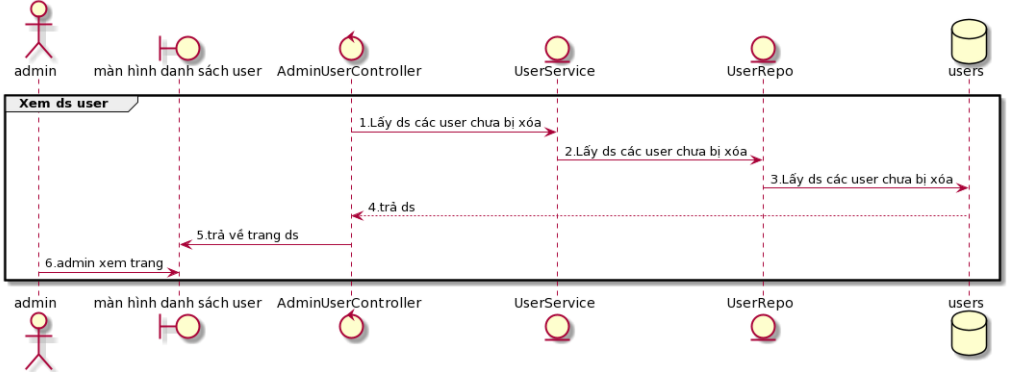 admin
màn hình danh sách user
AdminUserController
UserService
UserRepo
users
Xem ds user
1.Lấy ds các user chưa bị xóa
2.Lấy ds các user chưa bị xóa
3.Lấy ds các user chưa bị xóa
4.trả ds
5.trả về trang ds
6.admin xem trang
admin
màn hình danh sách user
AdminUserController
UserService
UserRepo
users